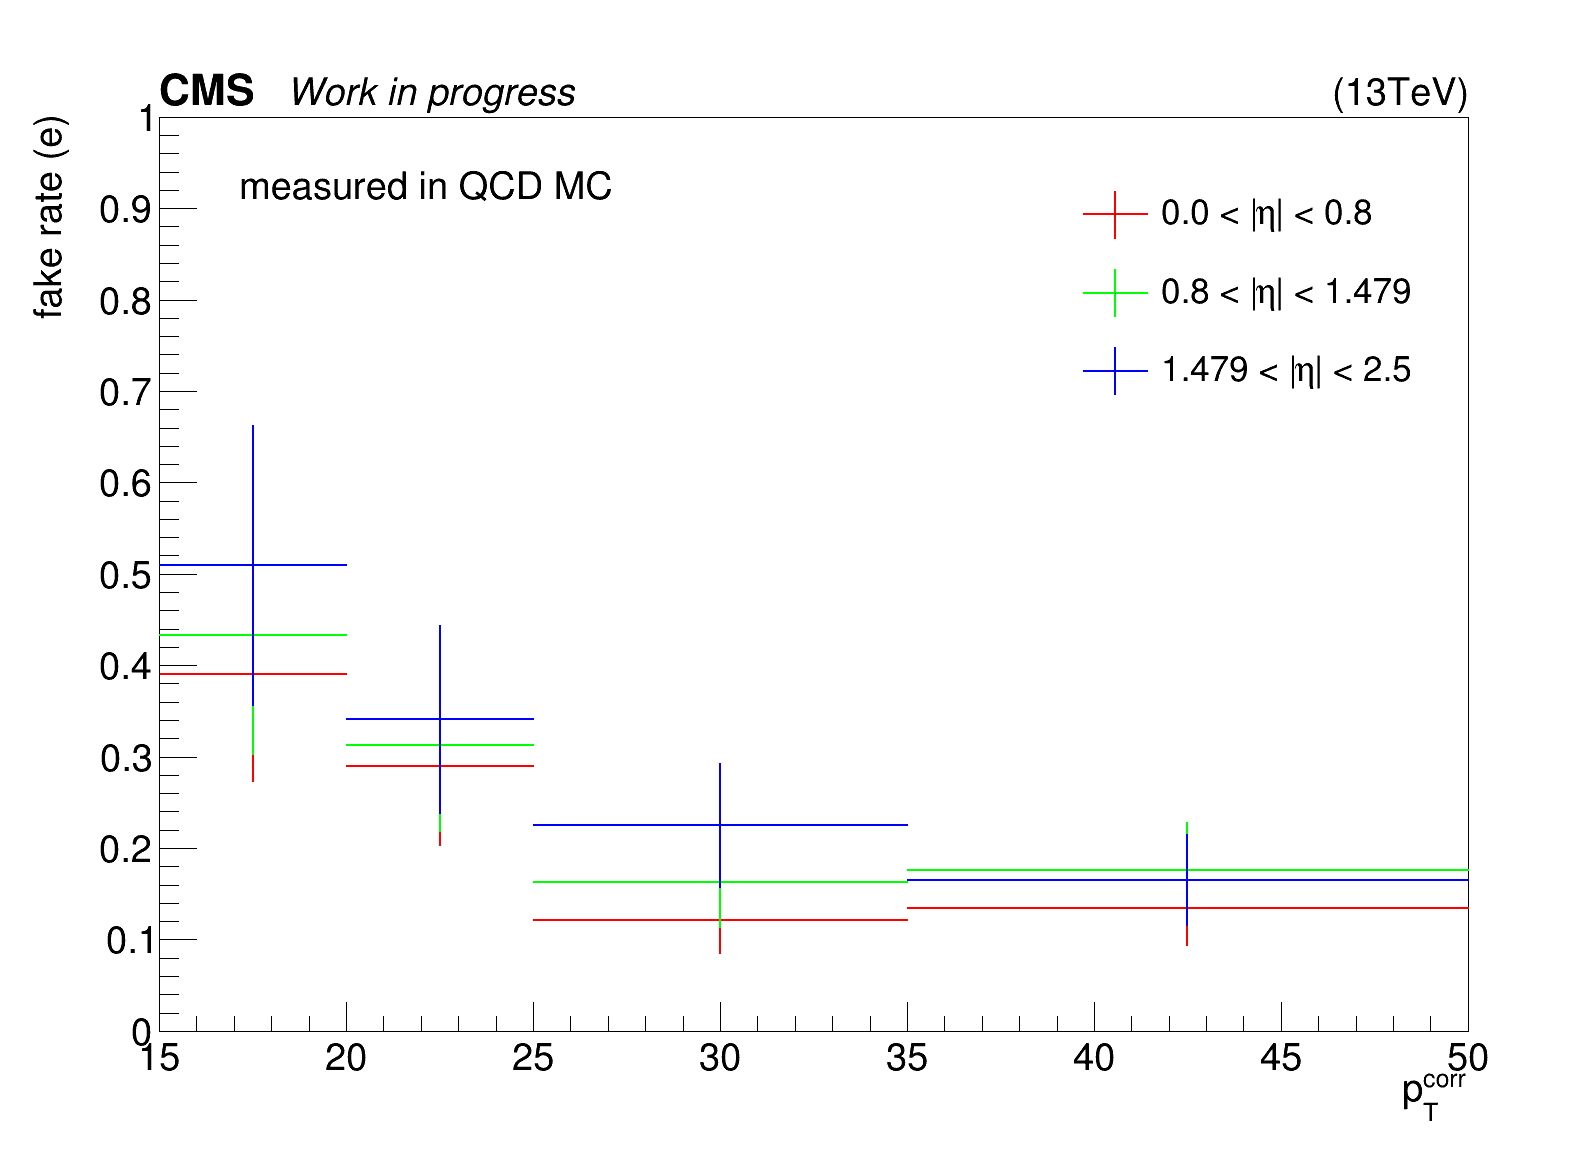 CMS Work in progress (13TeV)
fake rate (e)
measured in QCD MC
0.0 < |η| < 0.8
0.8 < |η| < 1.479
1.479 < |η| < 2.5
1
0.9
0.8
0.7
0.6
0.5
0.4
0.3
0.2
0.1
0
15 20 25 30 35 40 45 50
p_T^corr